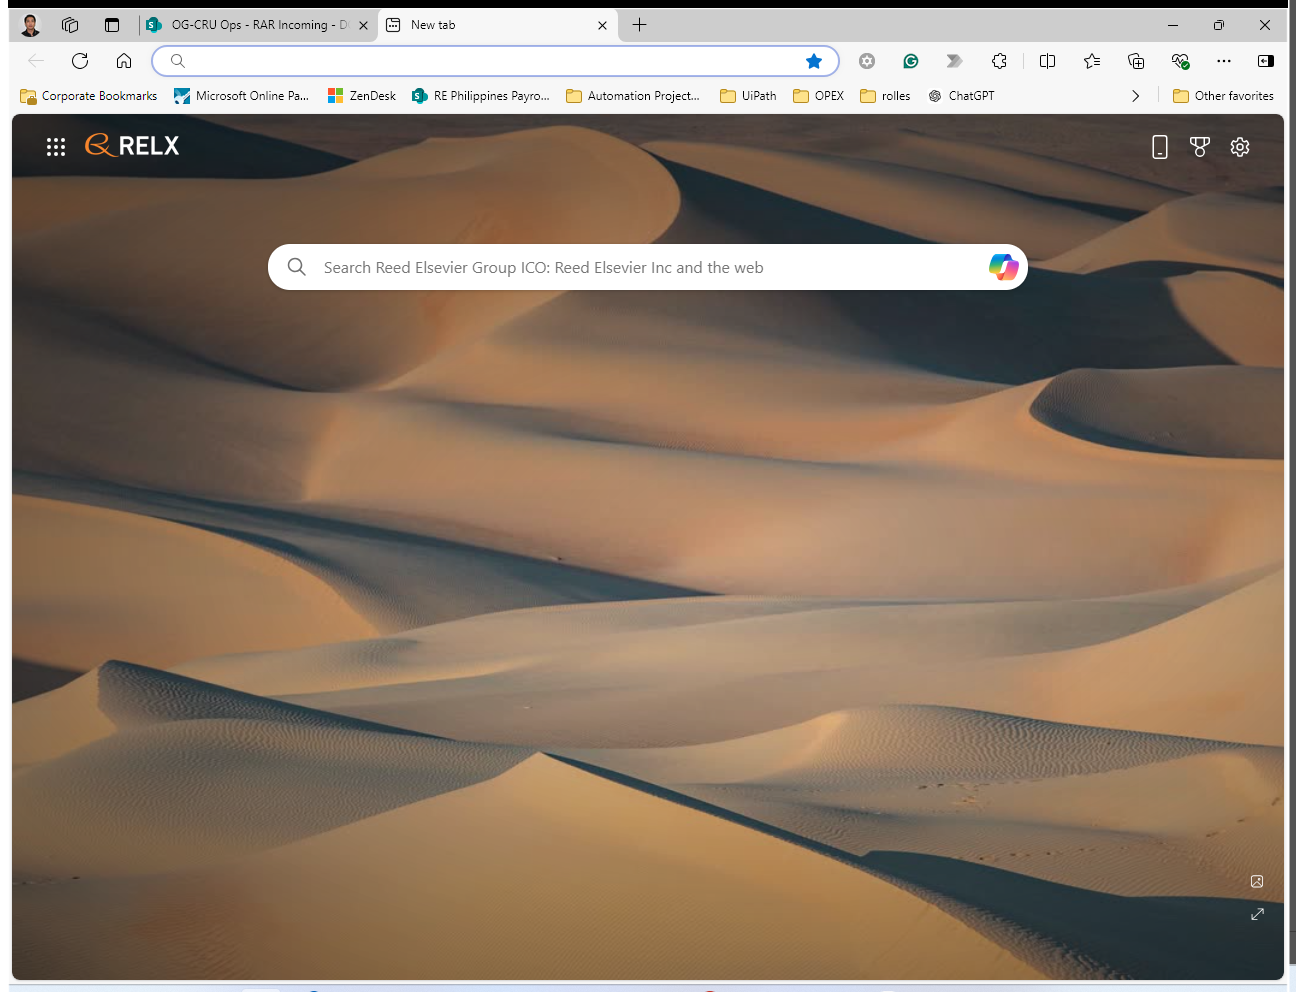 OG-CRU Ops - RAR Incoming - D
New tab
Corporate Bookmarks
Microsoft Online Pa...
ZenDesk
RE Philippines Payro...
Automation Project...
UiPath
OPEX
rolles
ChatGPT
Other favorites
RELX
Search Reed Elsevier Group ICO: Reed Elsevier Inc and the web